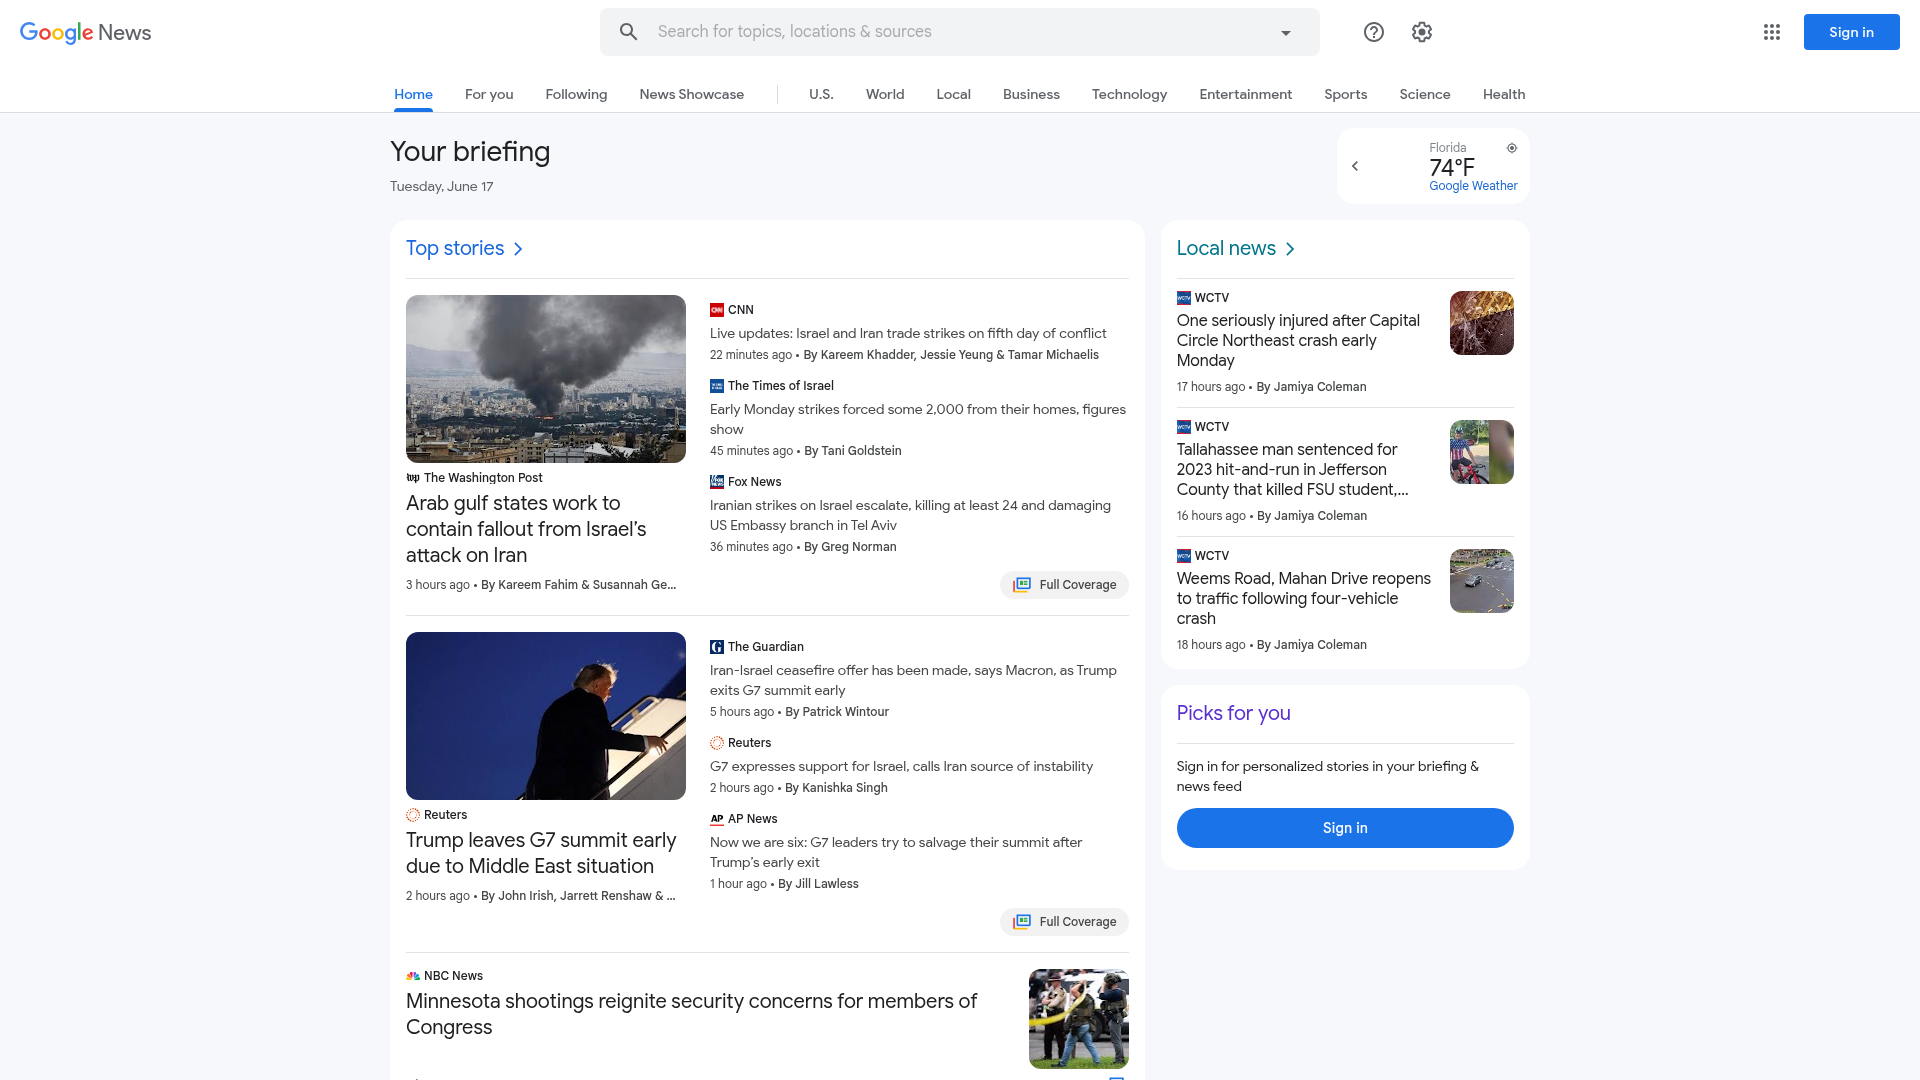 Google News
Search for topics, locations & sources
Sign in
Home
For you
Following
News Showcase
U.S.
World
Local
Business
Technology
Entertainment
Sports
Science
Health
Your briefing
Tuesday, June 17
Florida
74°F
Google Weather
Top stories
The Washington Post
Arab gulf states work to
contain fallout from Israel’s
attack on Iran
3 hours ago • By Kareem Fahim & Susannah Ge...
CNN
Live updates: Israel and Iran trade strikes on fifth day of conflict
22 minutes ago • By Kareem Khadder, Jessie Yeung & Tamar Michaelis
The Times of Israel
Early Monday strikes forced some 2,000 from their homes, figures
show
45 minutes ago • By Tani Goldstein
Fox News
Iranian strikes on Israel escalate, killing at least 24 and damaging
US Embassy branch in Tel Aviv
36 minutes ago • By Greg Norman
Full Coverage
Reuters
Trump leaves G7 summit early
due to Middle East situation
2 hours ago • By John Irish, Jarrett Renshaw & ...
The Guardian
Iran-Israel ceasefire offer has been made, says Macron, as Trump
exits G7 summit early
5 hours ago • By Patrick Wintour
Reuters
G7 expresses support for Israel, calls Iran source of instability
2 hours ago • By Kanishka Singh
AP News
Now we are six: G7 leaders try to salvage their summit after
Trump’s early exit
1 hour ago • By Jill Lawless
Full Coverage
NBC News
Minnesota shootings reignite security concerns for members of
Congress
Local news
WCTV
One seriously injured after Capital
Circle Northeast crash early
Monday
17 hours ago • By Jamiya Coleman
WCTV
Tallahassee man sentenced for
2023 hit-and-run in Jefferson
County that killed FSU student,...
16 hours ago • By Jamiya Coleman
WCTV
Weems Road, Mahan Drive reopens
to traffic following four-vehicle
crash
18 hours ago • By Jamiya Coleman
Picks for you
Sign in for personalized stories in your briefing &
news feed
Sign in